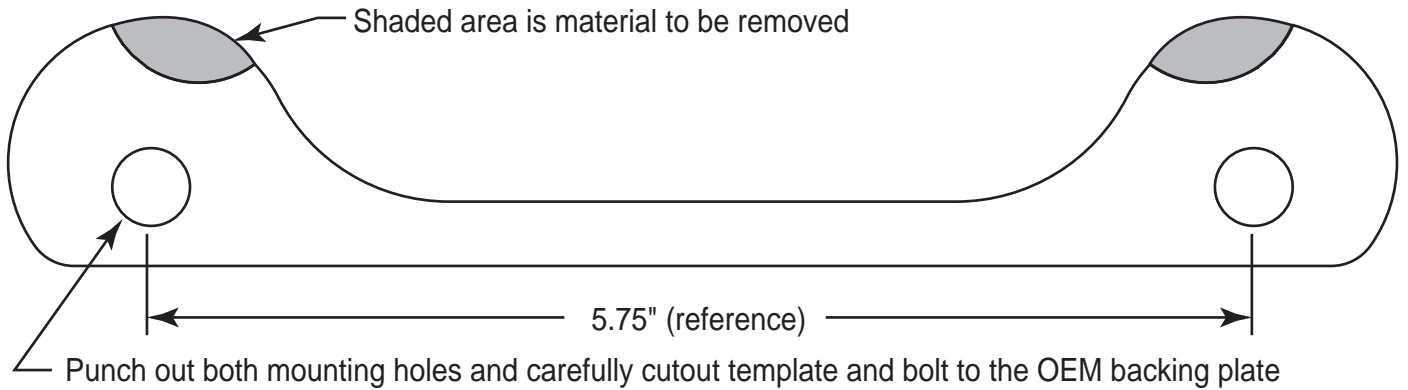 Shaded area is material to be removed
5.75" (reference)
Punch out both mounting holes and carefully cutout template and bolt to the OEM backing plate